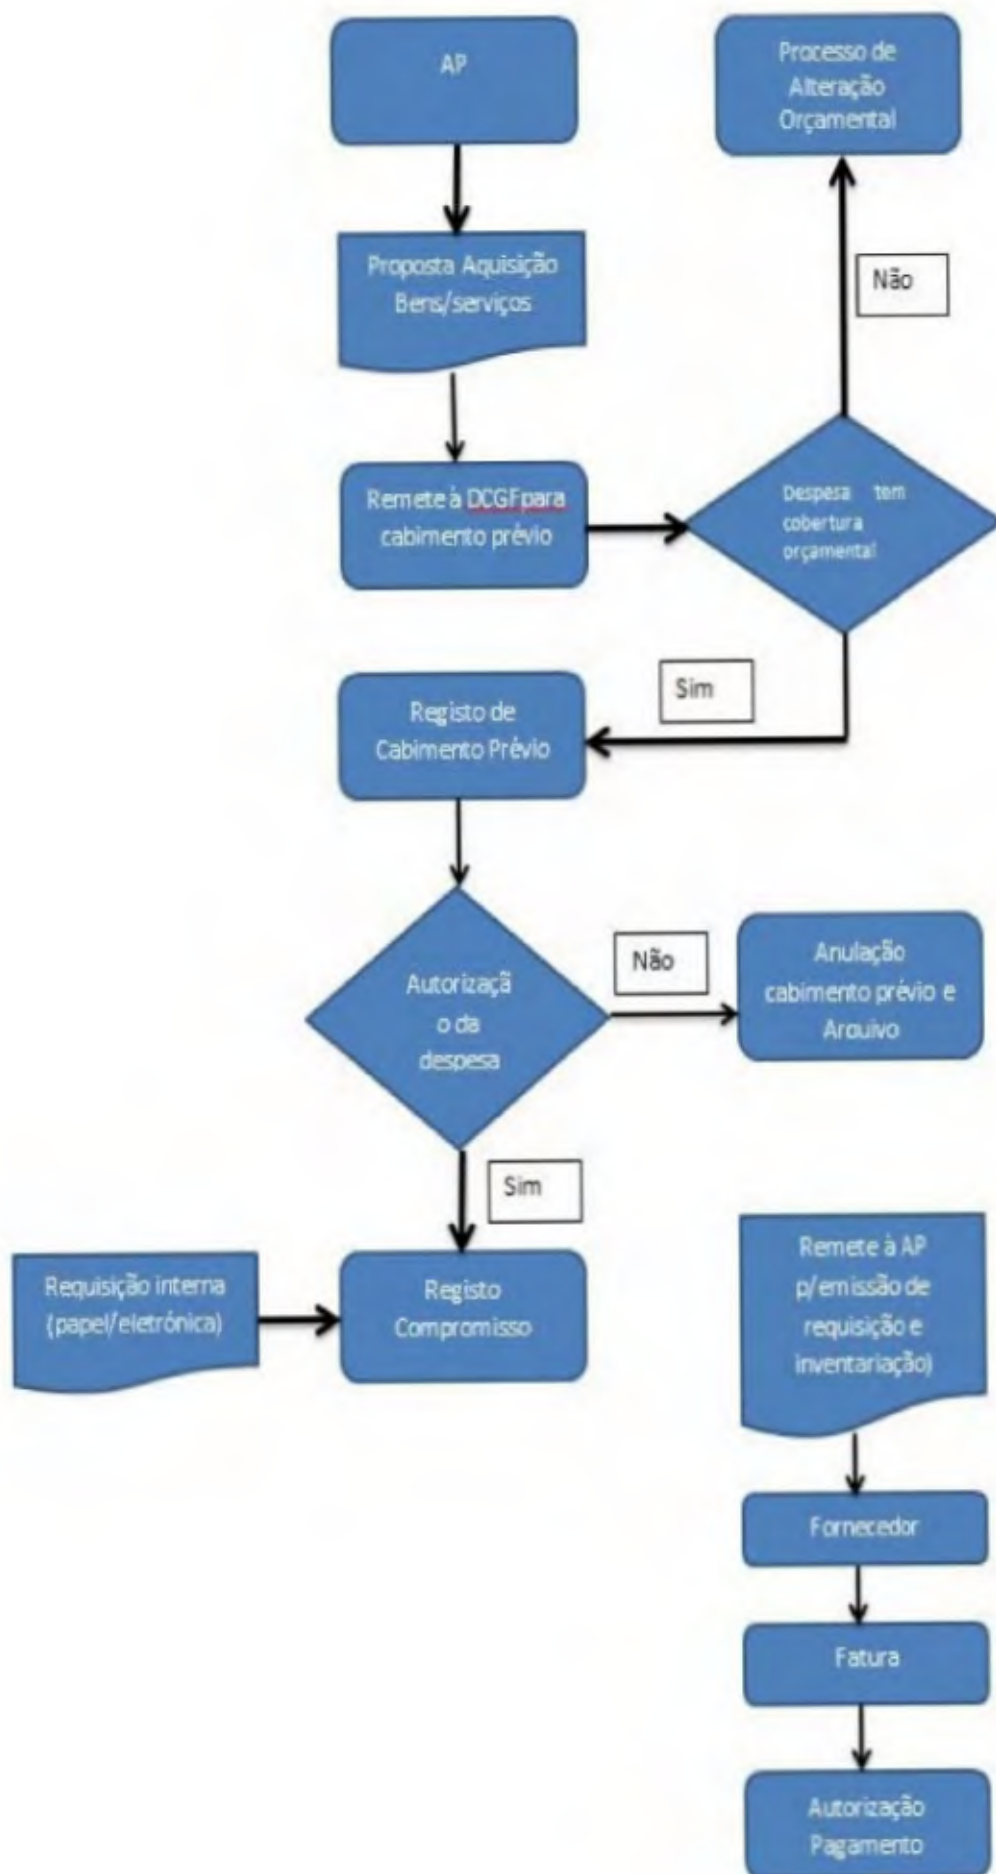 AP
Processo de
Alteração
Orçamental
Proposta Aquisição
Bens/serviços
Não
Remete à DCGFpara
cabimento prévio
Despesa tem
cobertura
orçamental
Sim
Registo de
Cabimento Prévio
Autorizaçã
o da
despesa
Não
Anulação
cabimento prévio e
Arquivo
Sim
Requisição interna
(papel/eletrónica)
Registo
Compromisso
Remete à AP
p/emissão de
requisição e
inventariação)
Fornecedor
Fatura
Autorização
Pagamento